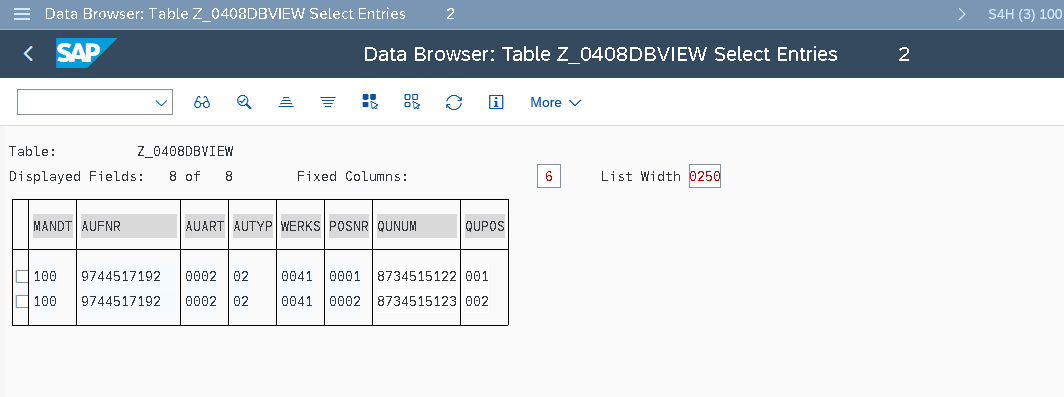 Data Browser: Table Z_0408DBVIEW Select Entries 2 S4H (3) 100
SAP Data Browser: Table Z_0408DBVIEW Select Entries 2
More
Table: Z_0408DBVIEW
Displayed Fields: 8 of 8 Fixed Columns: 6 List Width 0250
MANDT AUFNR AUART AUTYP WERKS POSNR QUNUM QUPOS
100 9744517192 0002 02 0041 0001 8734515122 001
100 9744517192 0002 02 0041 0002 8734515123 002